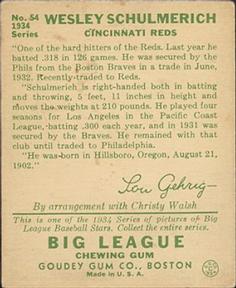 No. 54
1934
Series
WESLEY SCHULMERICH
CINCINNATI REDS
"One of the hard hitters of the Reds. Last year he
batted .318 in 126 games. He was secured by the
Phils from the Boston Braves in a trade in June,
1932. Recently-traded to Reds.
"Schulmerich is right-handed both in batting
and throwing, 5 feet, 11 inches in height and
moves the weights at 210 pounds. He played four
seasons for Los Angeles in the Pacific Coast
League, -batting .300 each year, and in 1931
was secured by the Braves. He remained with that
club until traded to Philadelphia.
"He was born in Hillsboro, Oregon, August 21,
1902."
Lou Gehrig-
By arrangement with Christy Walsh
This is one of the 1934 Series of pictures of Big
League Baseball Stars. Collect the entire series.
BIG LEAGUE
CHEWING GUM
GOUDEY GUM CO., BOSTON
Made in U. S. A.